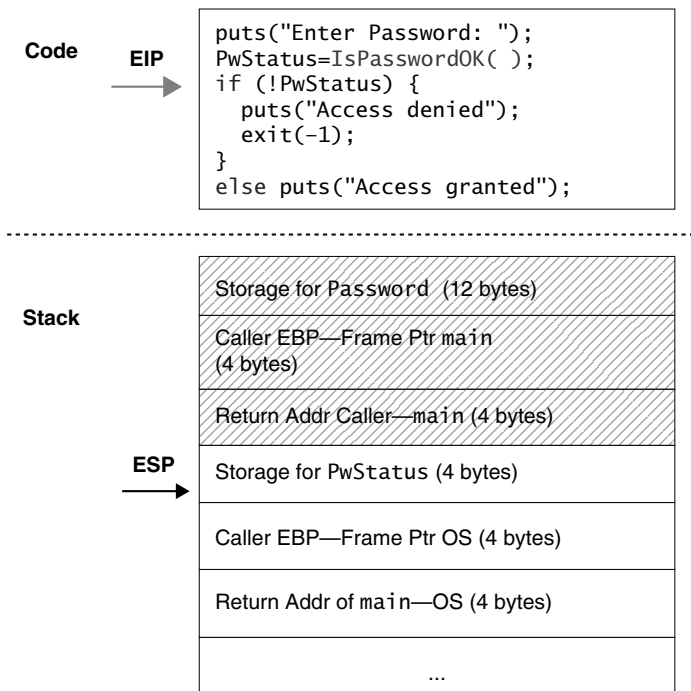 Code
EIP
puts("Enter Password: ");
PwStatus=IsPasswordOK( );
if (!PwStatus) {
puts("Access denied");
exit(–1);
}
else puts("Access granted");
Stack
Storage for Password (12 bytes)
Caller EBP—Frame Ptr main
(4 bytes)
Return Addr Caller—main (4 bytes)
ESP
Storage for PwStatus (4 bytes)
Caller EBP—Frame Ptr OS (4 bytes)
Return Addr of main—OS (4 bytes)
...